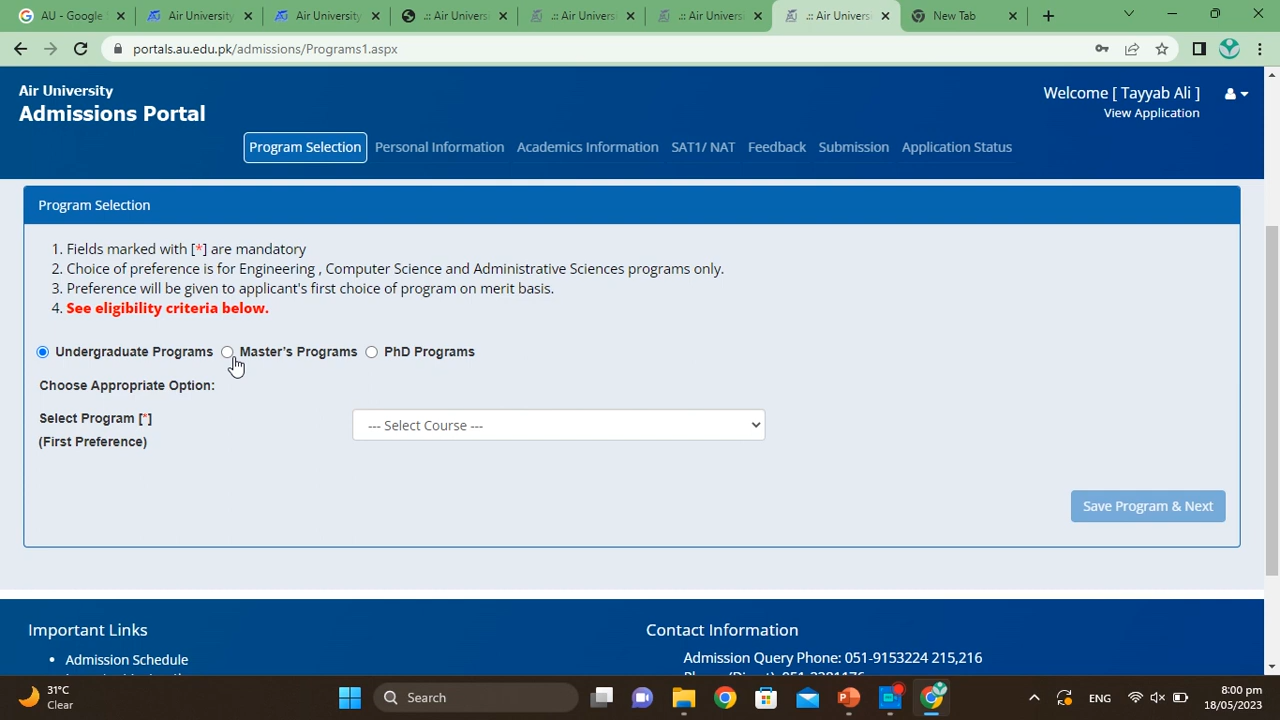 AU - Google
Air University
Air University
.:: Air Univers
.:: Air Univers
.:: Air Univers
.:: Air Univers
New Tab
portals.au.edu.pk/admissions/Programs1.aspx
Air University
Admissions Portal
Welcome [ Tayyab Ali ]
View Application
Program Selection Personal Information Academics Information SAT1/ NAT Feedback Submission Application Status
Program Selection
1. Fields marked with [*] are mandatory
2. Choice of preference is for Engineering , Computer Science and Administrative Sciences programs only.
3. Preference will be given to applicant's first choice of program on merit basis.
4. See eligibility criteria below.
Undergraduate Programs Master's Programs PhD Programs
Choose Appropriate Option:
Select Program [*]
(First Preference)
--- Select Course ---
Save Program & Next
Important Links
• Admission Schedule
Contact Information
Admission Query Phone: 051-9153224 215,216
31°C
Clear
Search
ENG
8:00 pm
18/05/2023